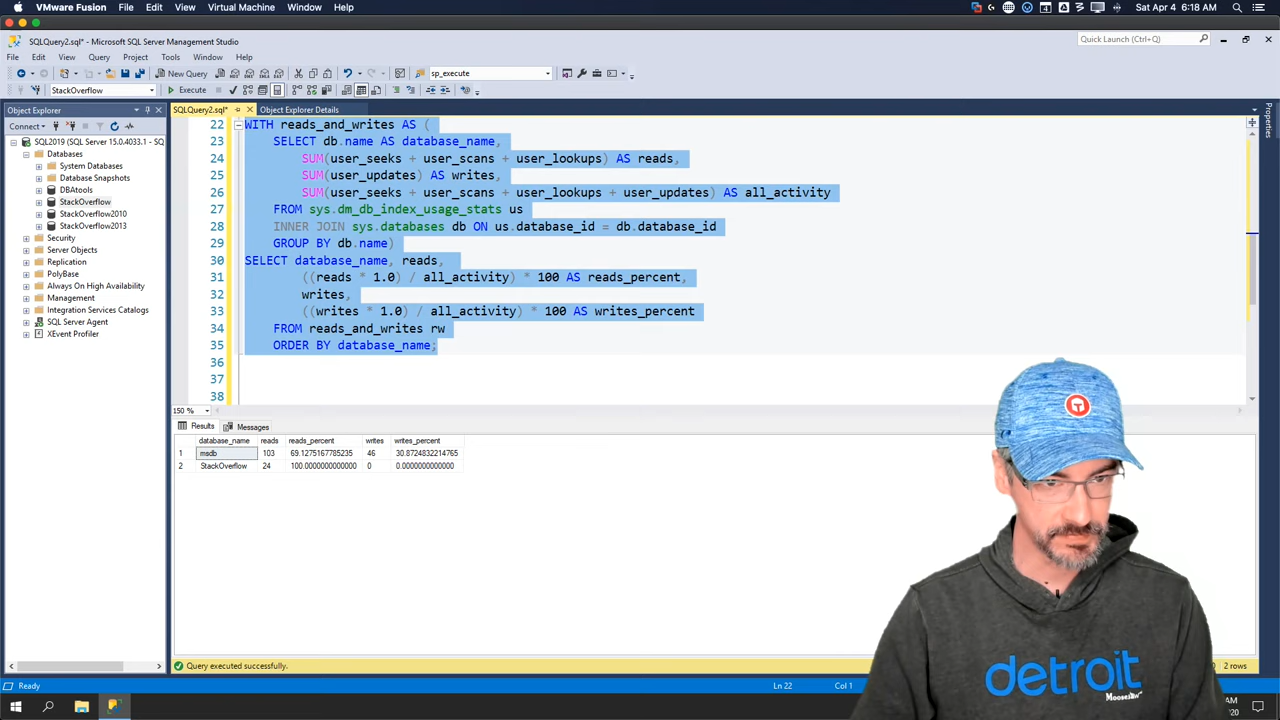 VMware Fusion File Edit View Virtual Machine Window Help
Sat Apr 4 6:18 AM
SQLQuery2.sql* - Microsoft SQL Server Management Studio
Quick Launch (Ctrl+Q)
File Edit View Query Project Tools Window Help
New Query
sp_execute
StackOverflow
Execute
Object Explorer
SQLQuery2.sql*
Object Explorer Details
Properties
Connect
SQL2019 (SQL Server 15.0.4033.1 - SQ
Databases
System Databases
Database Snapshots
DBAtools
StackOverflow
StackOverflow2010
StackOverflow2013
Security
Server Objects
Replication
PolyBase
Always On High Availability
Management
Integration Services Catalogs
SQL Server Agent
XEvent Profiler
22 WITH reads_and_writes AS (
23 SELECT db.name AS database_name,
24 SUM(user_seeks + user_scans + user_lookups) AS reads,
25 SUM(user_updates) AS writes,
26 SUM(user_seeks + user_scans + user_lookups + user_updates) AS all_activity
27 FROM sys.dm_db_index_usage_stats us
28 INNER JOIN sys.databases db ON us.database_id = db.database_id
29 GROUP BY db.name)
30 SELECT database_name, reads,
31 ((reads * 1.0) / all_activity) * 100 AS reads_percent,
32 writes,
33 ((writes * 1.0) / all_activity) * 100 AS writes_percent
34 FROM reads_and_writes rw
35 ORDER BY database_name;
36
37
38
150 %
Results Messages
database_name reads reads_percent writes writes_percent
1 msdb 103 69.1275167785235 46 30.8724832214765
2 StackOverflow 24 100.0000000000000 0 0.0000000000000
Query executed successfully.
2 rows
Ready
Ln 22
Col 1
detroit
Moosejaw